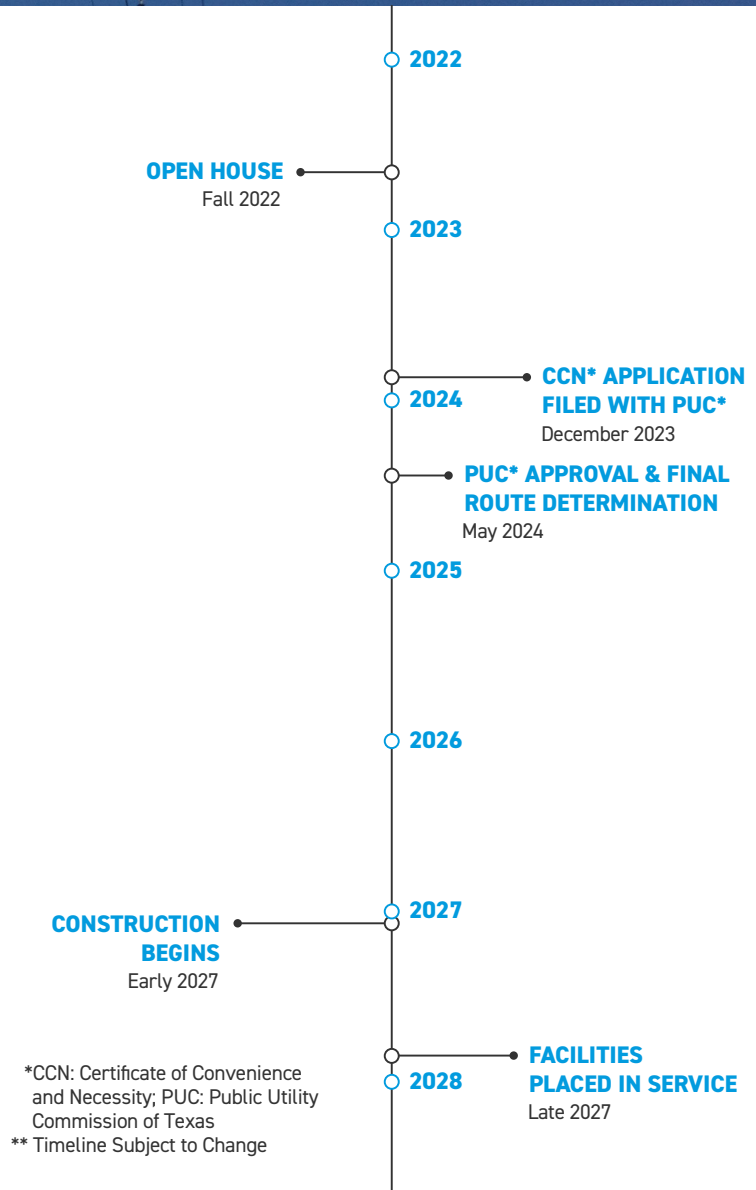 2022
OPEN HOUSE
Fall 2022
2023
CCN* APPLICATION
FILED WITH PUC*
December 2023
2024
PUC* APPROVAL & FINAL
ROUTE DETERMINATION
May 2024
2025
2026
2027
CONSTRUCTION
BEGINS
Early 2027
FACILITIES
PLACED IN SERVICE
Late 2027
2028
*CCN: Certificate of Convenience
and Necessity; PUC: Public Utility
Commission of Texas
** Timeline Subject to Change